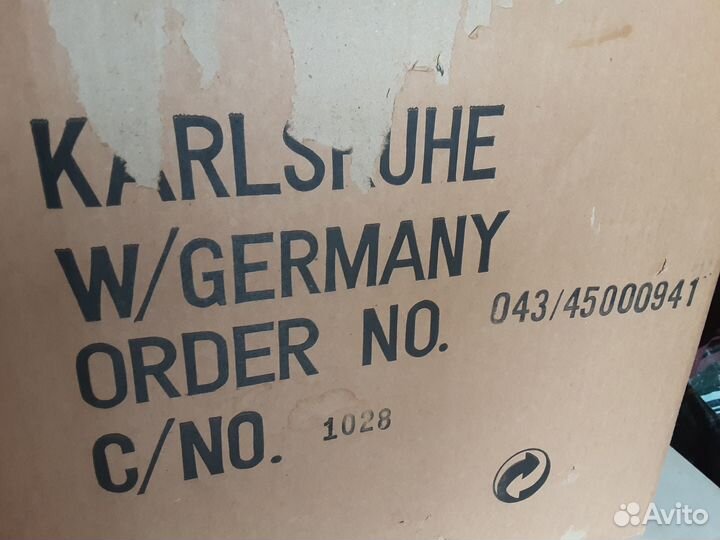 KARLSRUHE
W/GERMANY
ORDER NO. 043/45000941
C/NO. 1028
Avito